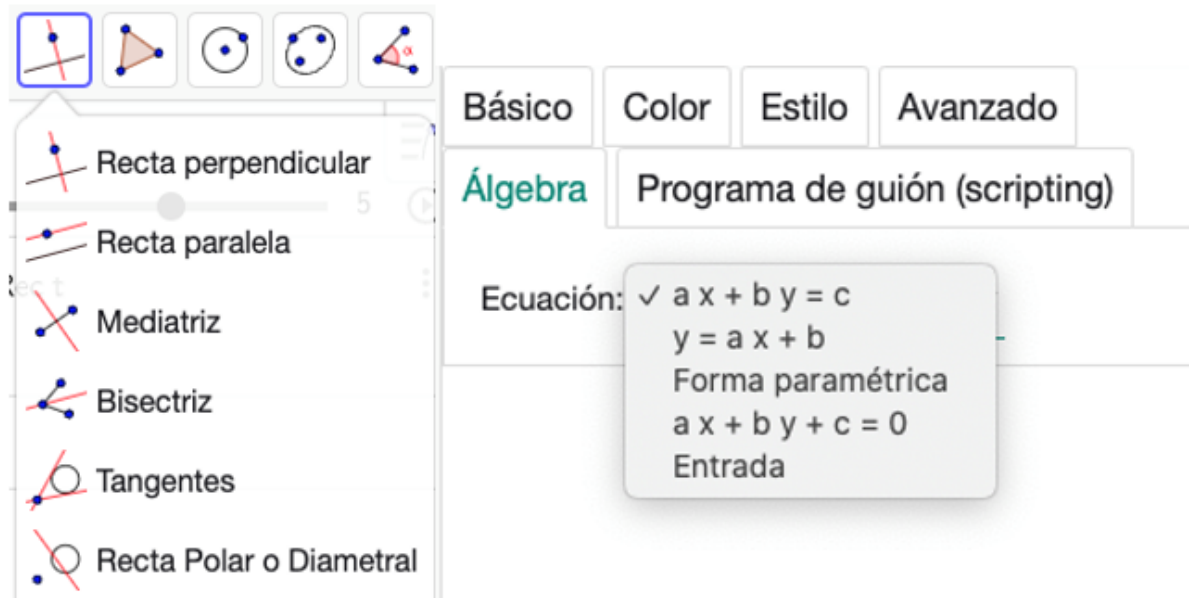 α
Recta perpendicular
5
Recta paralela
Rec t
Mediatriz
Bisectriz
Tangentes
Recta Polar o Diametral
Básico
Color
Estilo
Avanzado
Álgebra
Programa de guión (scripting)
Ecuación:
✓ a x + b y = c
y = a x + b
Forma paramétrica
a x + b y + c = 0
Entrada